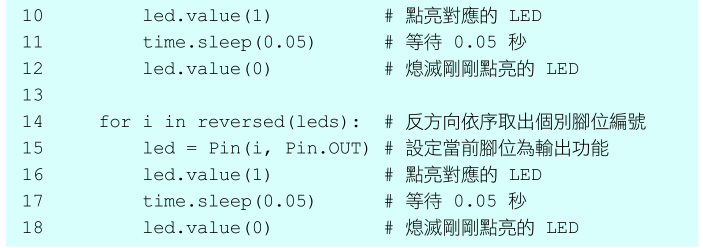 10        led.value(1)           # 點亮對應的 LED
11        time.sleep(0.05)       # 等待 0.05 秒
12        led.value(0)           # 熄滅剛剛點亮的 LED
13
14    for i in reversed(leds):   # 反方向依序取出個別腳位編號
15        led = Pin(i, Pin.OUT)  # 設定當前腳位為輸出功能
16        led.value(1)           # 點亮對應的 LED
17        time.sleep(0.05)       # 等待 0.05 秒
18        led.value(0)           # 熄滅剛剛點亮的 LED